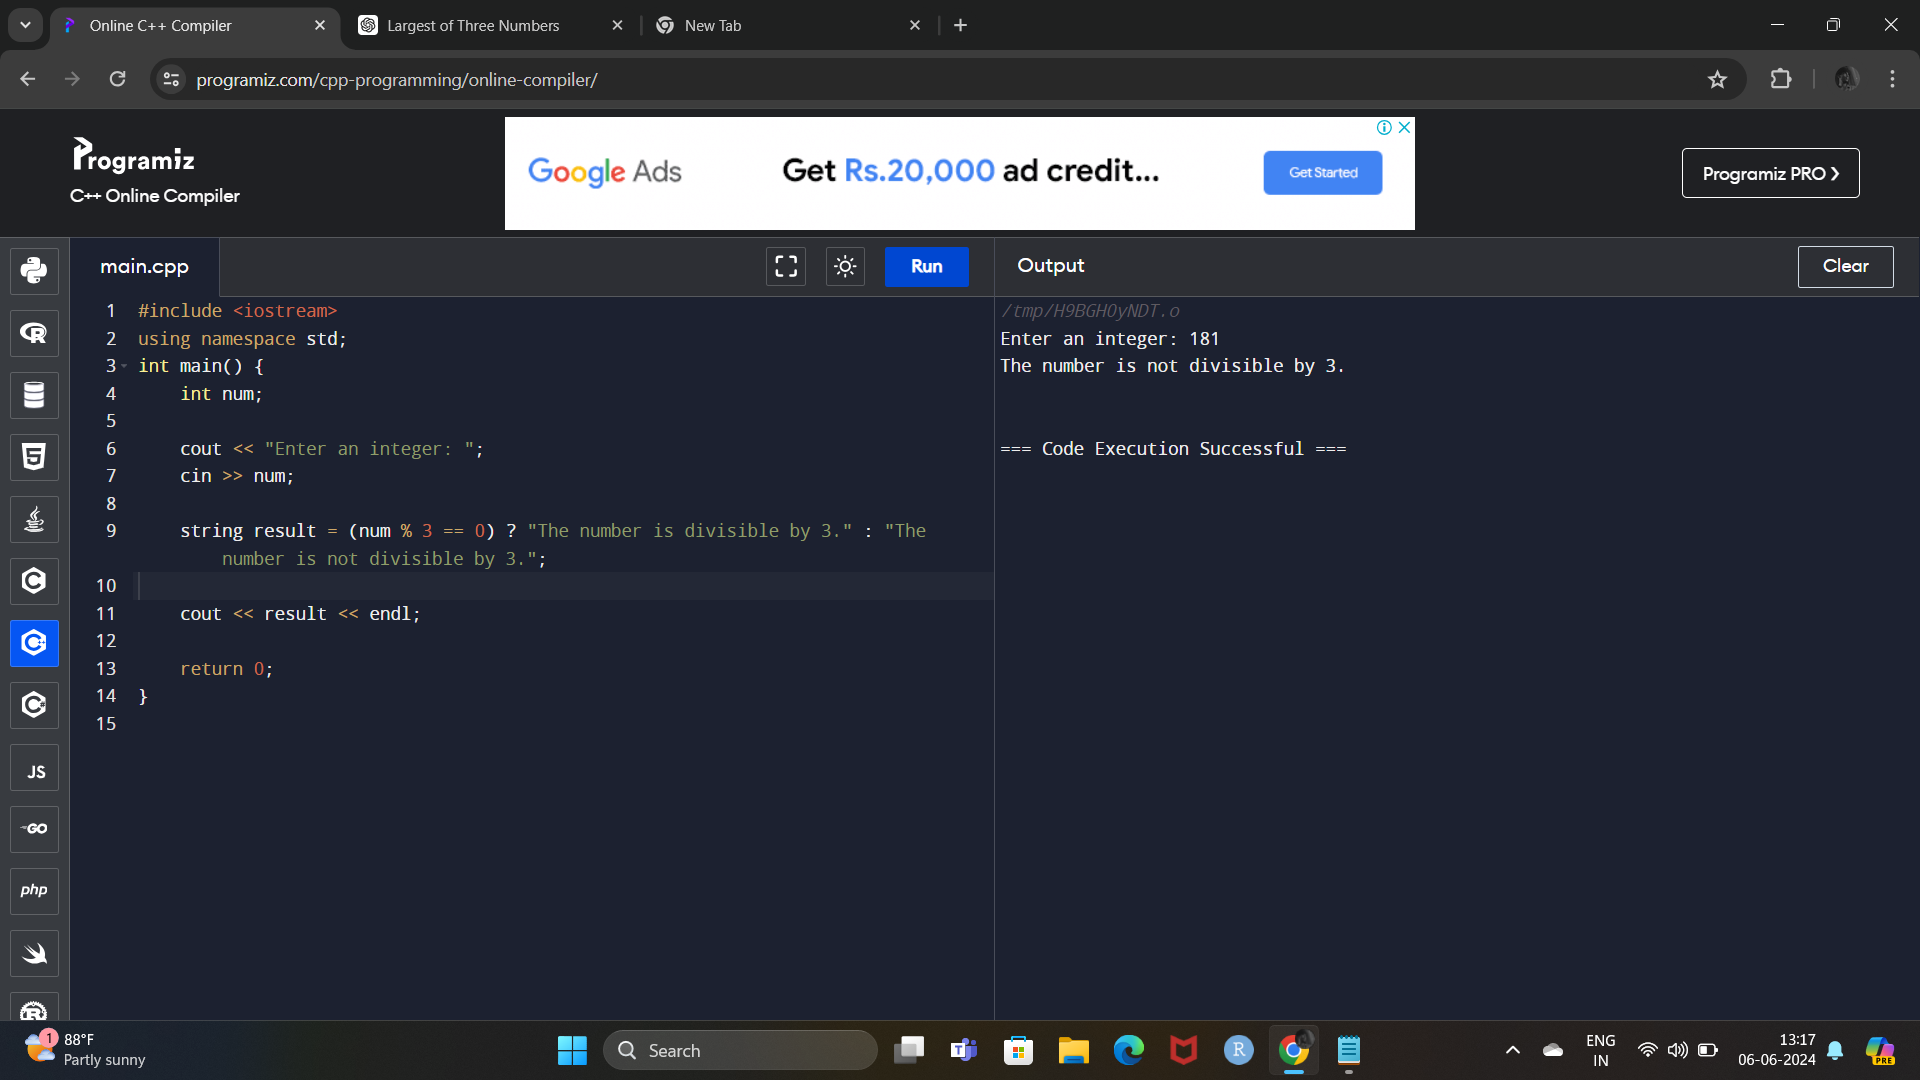 Online C++ Compiler
Largest of Three Numbers
New Tab
programiz.com/cpp-programming/online-compiler/
Programiz
C++ Online Compiler
Google Ads
Get Rs.20,000 ad credit...
Get Started
Programiz PRO ❯
main.cpp
Run
Output
Clear
1 #include <iostream>
2 using namespace std;
3 int main() {
4     int num;
5
6     cout << "Enter an integer: ";
7     cin >> num;
8
9     string result = (num % 3 == 0) ? "The number is divisible by 3." : "The
        number is not divisible by 3.";
10
11     cout << result << endl;
12
13     return 0;
14 }
15
/tmp/H9BGHOyNDT.o
Enter an integer: 181
The number is not divisible by 3.
=== Code Execution Successful ===
R
5
C
C++
C
JS
GO
php
R
1
88°F
Partly sunny
Search
T
R
ENG
IN
13:17
06-06-2024
PRE